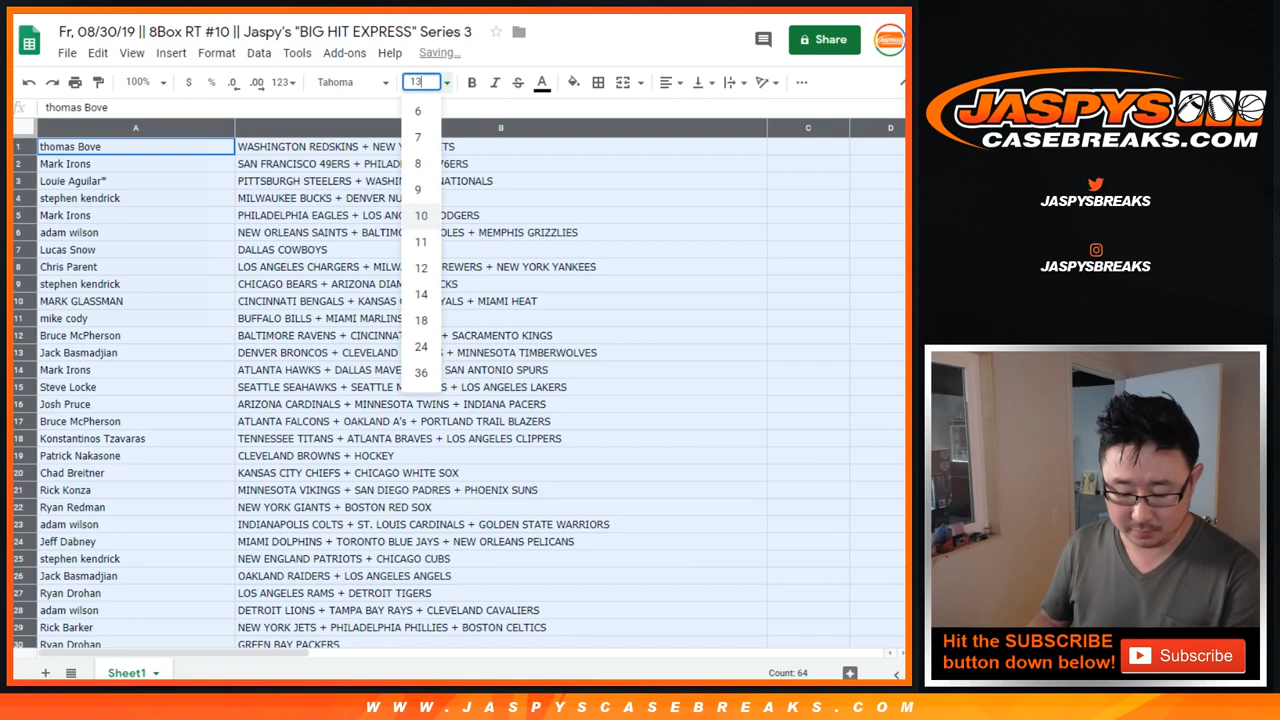 Fr, 08/30/19 || 8Box RT #10 || Jaspy's "BIG HIT EXPRESS" Series 3
File Edit View Insert Format Data Tools Add-ons Help Saving...
Share
100% $ % .0 .00 123 Tahoma 13
fx thomas Bove
A B C D
1 thomas Bove WASHINGTON REDSKINS + NEW
2 Mark Irons SAN FRANCISCO 49ERS + 76ERS
3 Louie Aguilar* PITTSBURGH STEELERS + NATIONALS
4 stephen kendrick MILWAUKEE BUCKS + DENVER
5 Mark Irons PHILADELPHIA EAGLES + LOS
6 adam wilson NEW ORLEANS SAINTS + + MEMPHIS GRIZZLIES
7 Lucas Snow DALLAS COWBOYS
8 Chris Parent LOS ANGELES CHARGERS + + NEW YORK YANKEES
9 stephen kendrick CHICAGO BEARS + ARIZONA
10 MARK GLASSMAN CINCINNATI BENGALS + KANSAS + MIAMI HEAT
11 mike cody BUFFALO BILLS + MIAMI MARLINS
12 Bruce McPherson BALTIMORE RAVENS + + SACRAMENTO KINGS
13 Jack Basmadjian DENVER BRONCOS + CLEVELAND + MINNESOTA TIMBERWOLVES
14 Mark Irons ATLANTA HAWKS + DALLAS SAN ANTONIO SPURS
15 Steve Locke SEATTLE SEAHAWKS + SEATTLE + LOS ANGELES LAKERS
16 Josh Pruce ARIZONA CARDINALS + MINNESOTA TWINS + INDIANA PACERS
17 Bruce McPherson ATLANTA FALCONS + OAKLAND A's + PORTLAND TRAIL BLAZERS
18 Konstantinos Tzavaras TENNESSEE TITANS + ATLANTA BRAVES + LOS ANGELES CLIPPERS
19 Patrick Nakasone CLEVELAND BROWNS + HOCKEY
20 Chad Breitner KANSAS CITY CHIEFS + CHICAGO WHITE SOX
21 Rick Konza MINNESOTA VIKINGS + SAN DIEGO PADRES + PHOENIX SUNS
22 Ryan Redman NEW YORK GIANTS + BOSTON RED SOX
23 adam wilson INDIANAPOLIS COLTS + ST. LOUIS CARDINALS + GOLDEN STATE WARRIORS
24 Jeff Dabney MIAMI DOLPHINS + TORONTO BLUE JAYS + NEW ORLEANS PELICANS
25 stephen kendrick NEW ENGLAND PATRIOTS + CHICAGO CUBS
26 Jack Basmadjian OAKLAND RAIDERS + LOS ANGELES ANGELS
27 Ryan Drohan LOS ANGELES RAMS + DETROIT TIGERS
28 adam wilson DETROIT LIONS + TAMPA BAY RAYS + CLEVELAND CAVALIERS
29 Rick Barker NEW YORK JETS + PHILADELPHIA PHILLIES + BOSTON CELTICS
30 Ryan Drohan GREEN BAY PACKERS
6
7
8
9
10
11
12
14
18
24
36
Sheet1
Count: 64
JASPYS
CASEBREAKS.COM
JASPYSBREAKS
JASPYSBREAKS
Hit the SUBSCRIBE
button down below!
Subscribe
WWW.JASPYSCASEBREAKS.COM